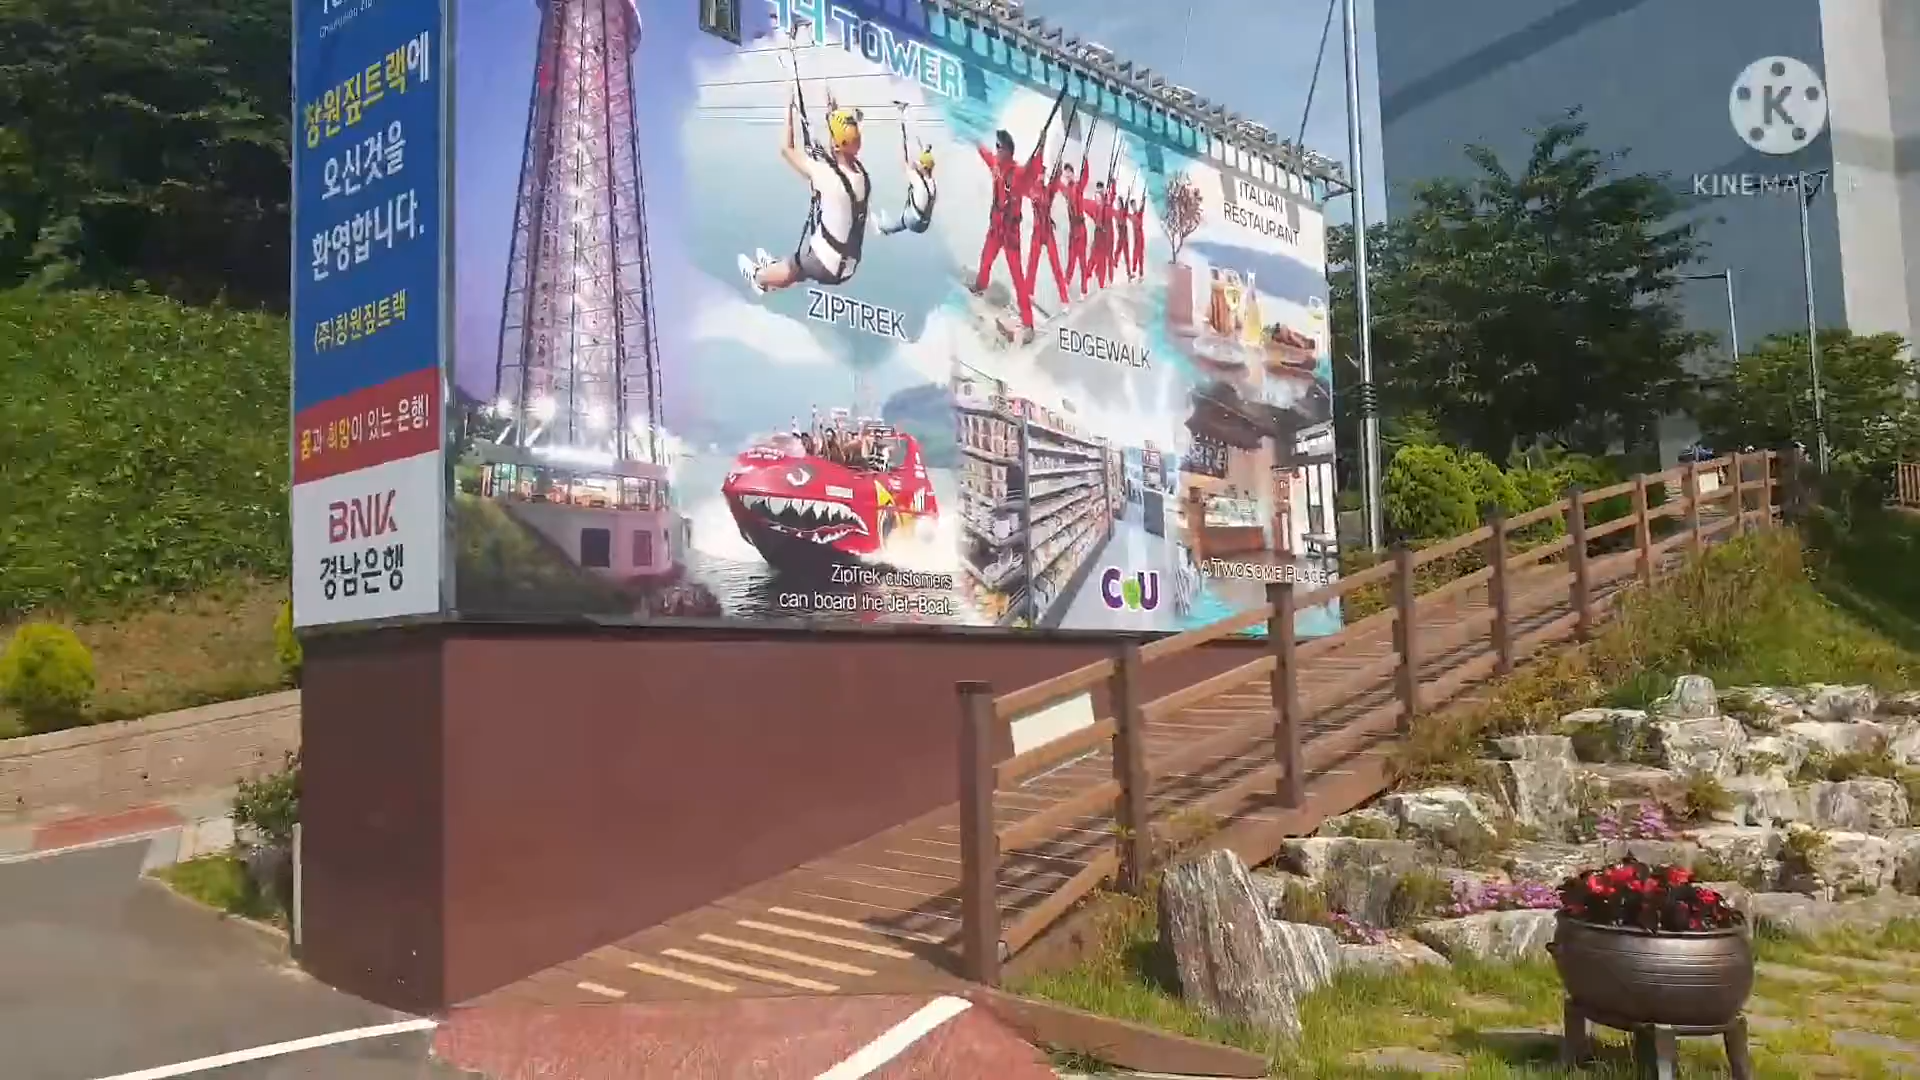 창원짚트랙에
오신것을
환영합니다.
(주)창원짚트랙
꿈과 희망이 있는 은행!
BNK
경남은행
TOWER
ZIPTREK
EDGEWALK
ITALIAN
RESTAURANT
ZipTrek customers
can board the Jet-Boat.
CU
A TWOSOME PLACE
K
KINEMASTER